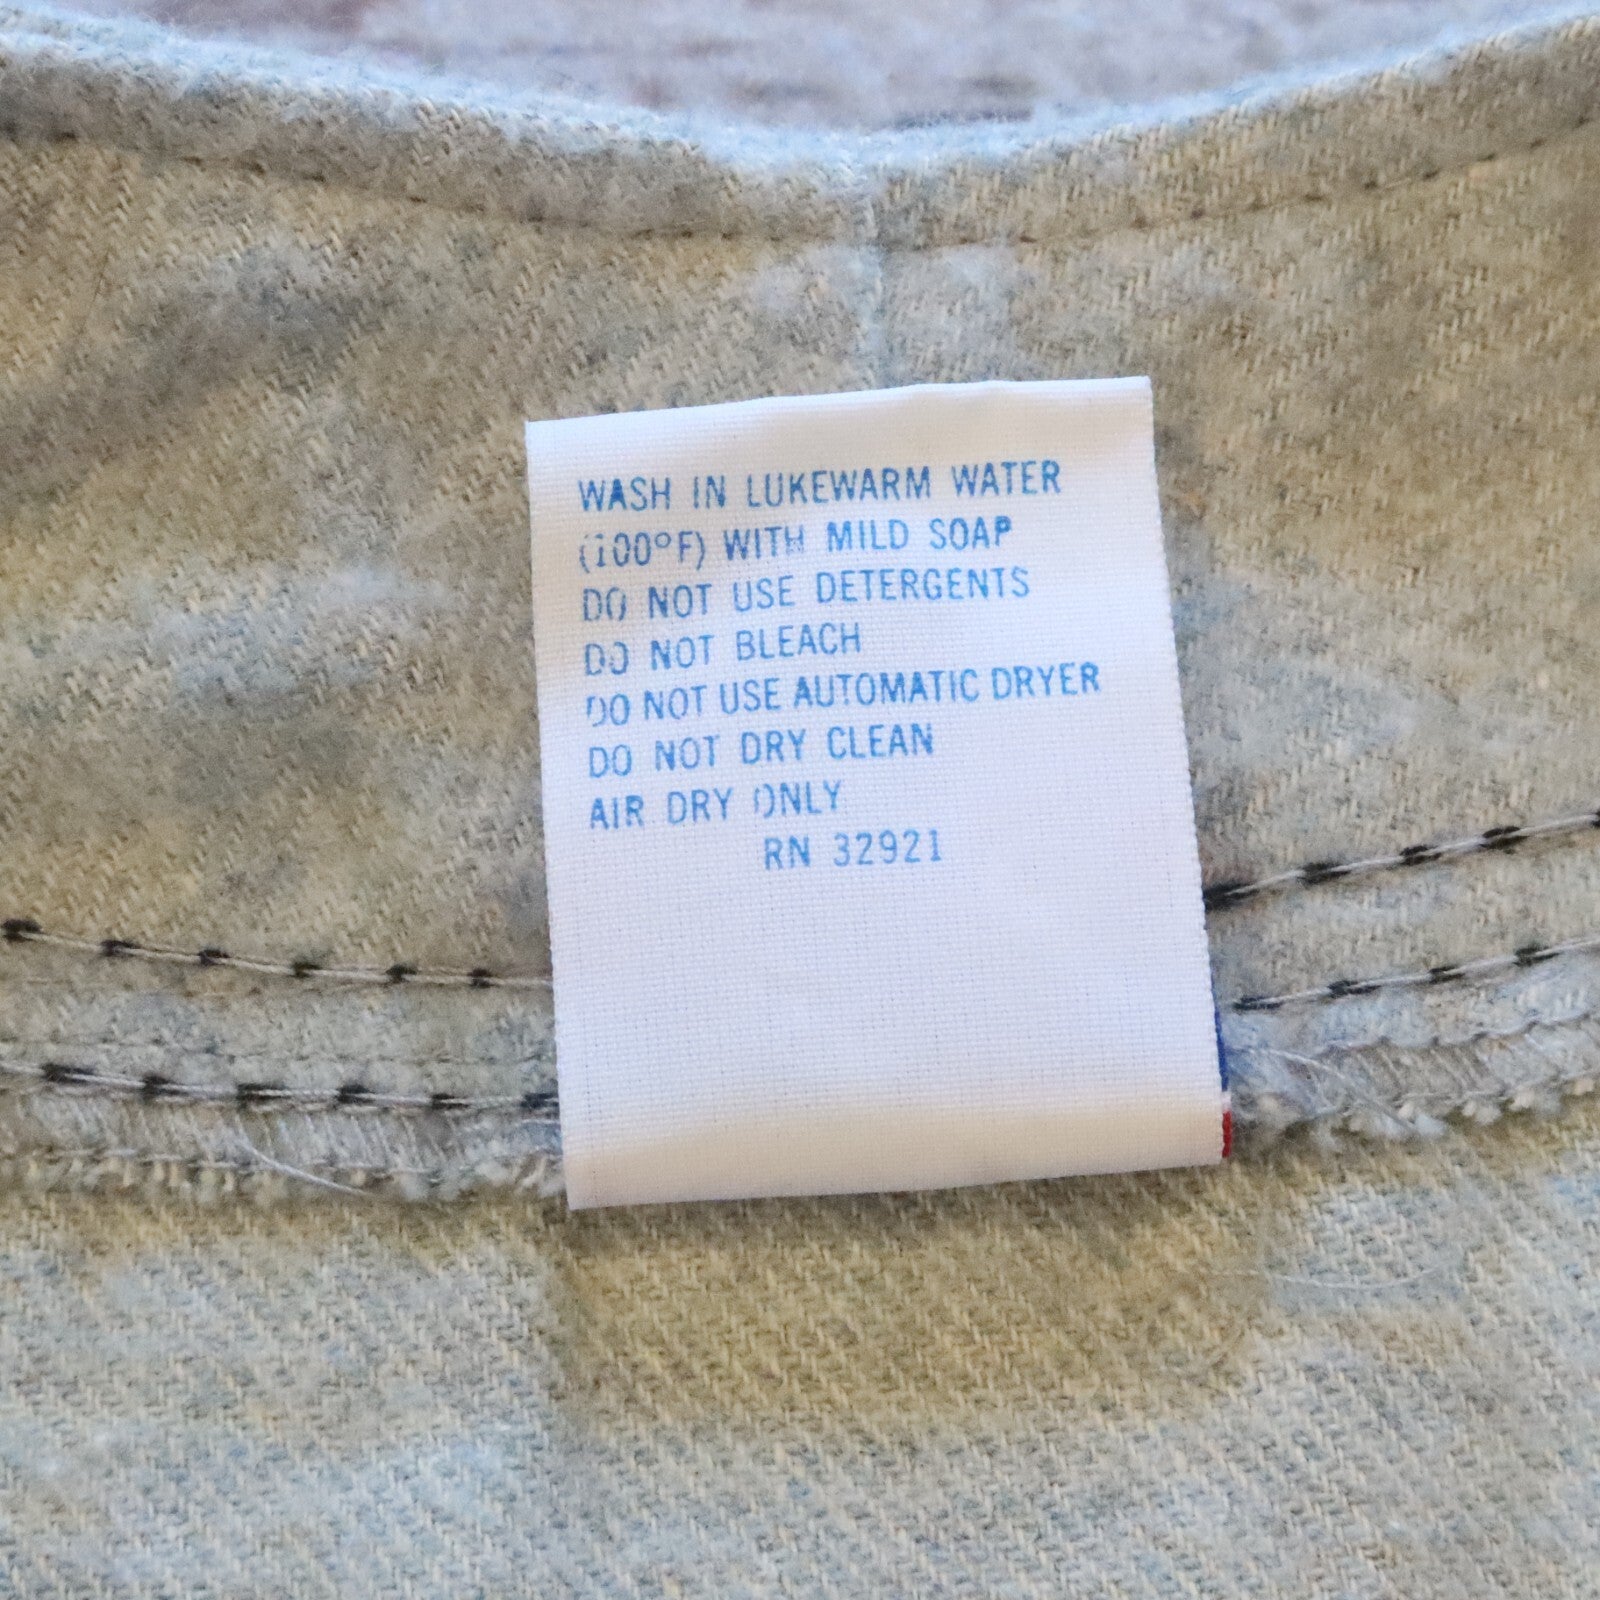 WASH IN LUKEWARM WATER
(100°F) WITH MILD SOAP
DO NOT USE DETERGENTS
DO NOT BLEACH
DO NOT USE AUTOMATIC DRYER
DO NOT DRY CLEAN
AIR DRY ONLY
RN 32921